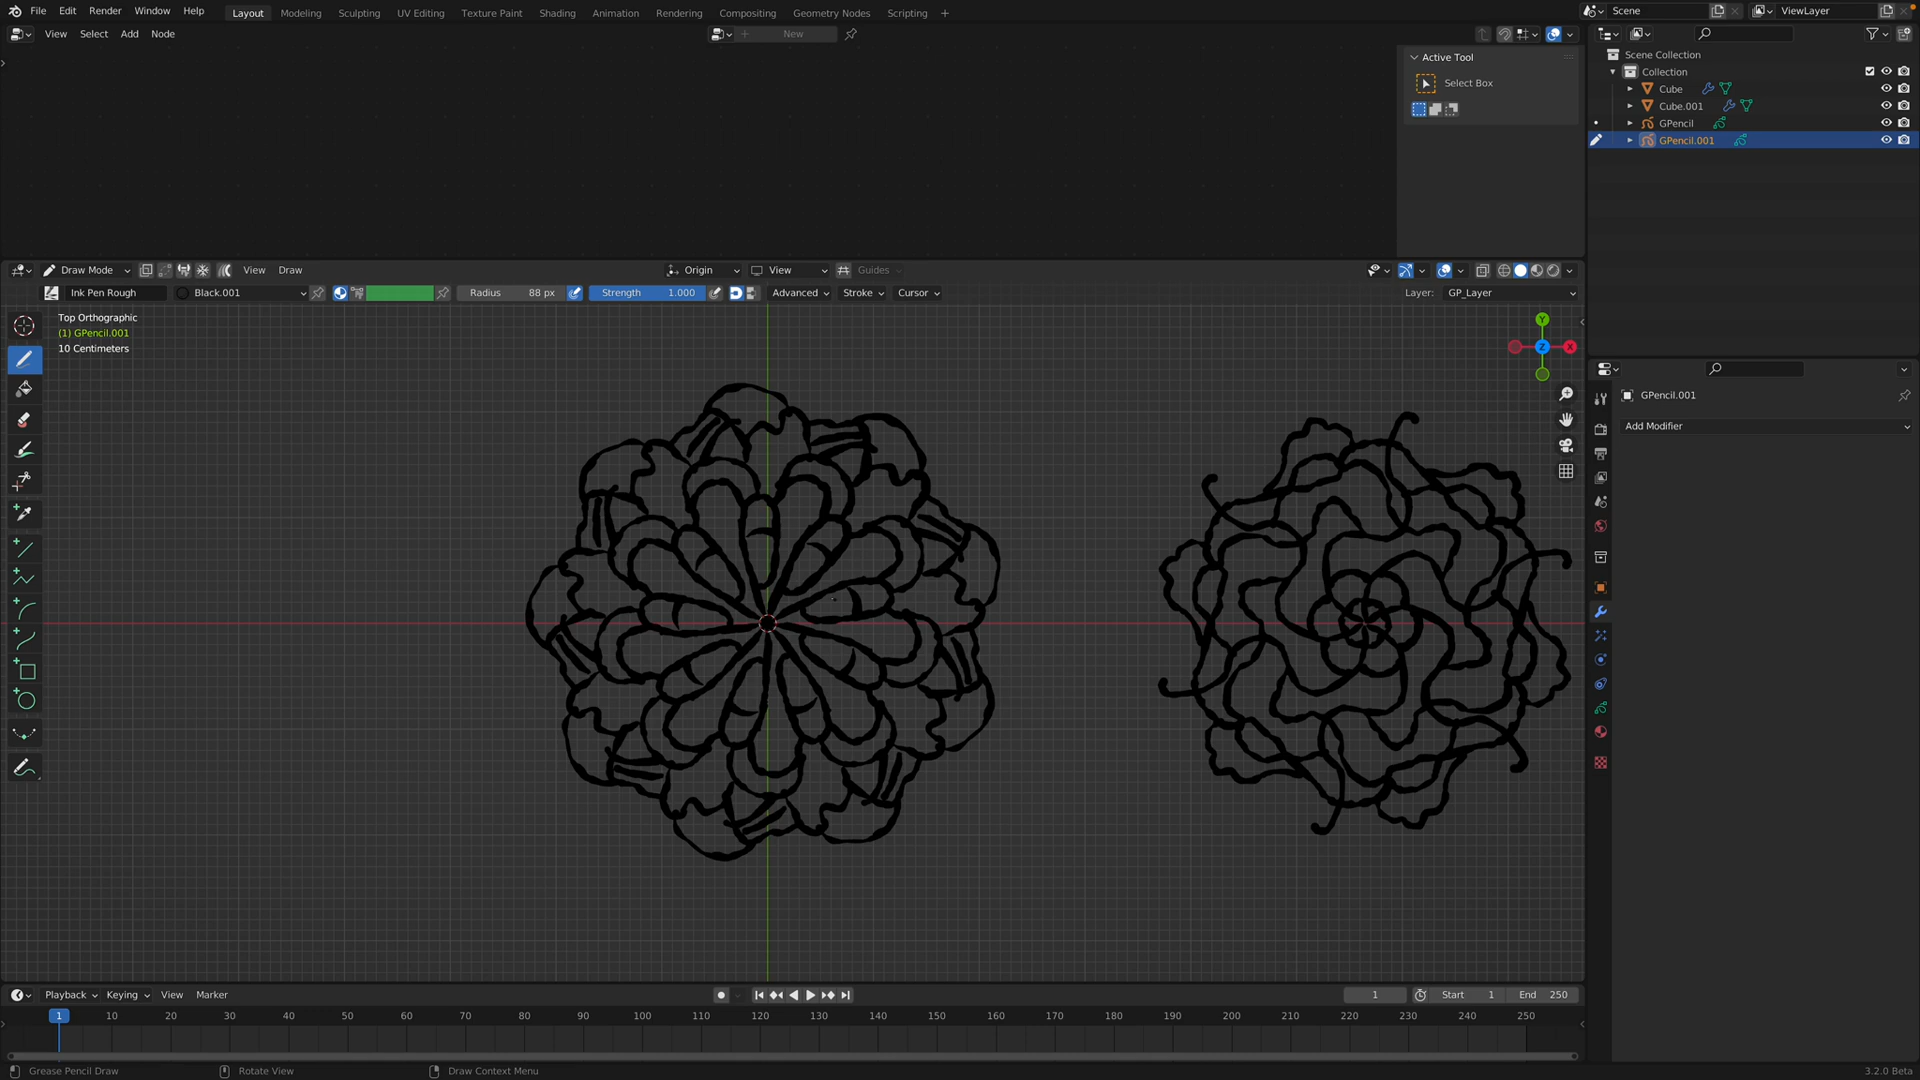 File Edit Render Window Help Layout Modeling Sculpting UV Editing Texture Paint Shading Animation Rendering Compositing Geometry Nodes Scripting + Scene ViewLayer
View Select Add Node New
Active Tool
Select Box
Scene Collection
Collection
Cube
Cube.001
GPencil
GPencil.001
Draw Mode View Draw Origin View Guides
Ink Pen Rough Black.001 Radius 88 px Strength 1.000 Advanced Stroke Cursor Layer: GP_Layer
Top Orthographic
(1) GPencil.001
10 Centimeters
Y
X
Z
GPencil.001
Add Modifier
Playback Keying View Marker 1 Start 1 End 250
1 10 20 30 40 50 60 70 80 90 100 110 120 130 140 150 160 170 180 190 200 210 220 230 240 250
Grease Pencil Draw Rotate View Draw Context Menu 3.2.0 Beta